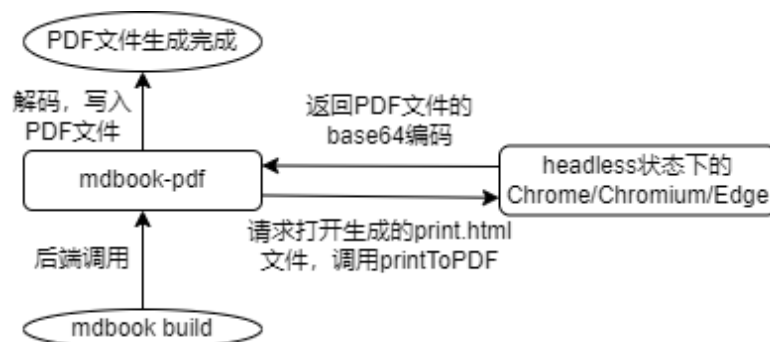 PDF文件生成完成
解码，写入
PDF文件
返回PDF文件的
base64编码
mdbook-pdf
headless状态下的
Chrome/Chromium/Edge
后端调用
请求打开生成的print.html
文件，调用printToPDF
mdbook build